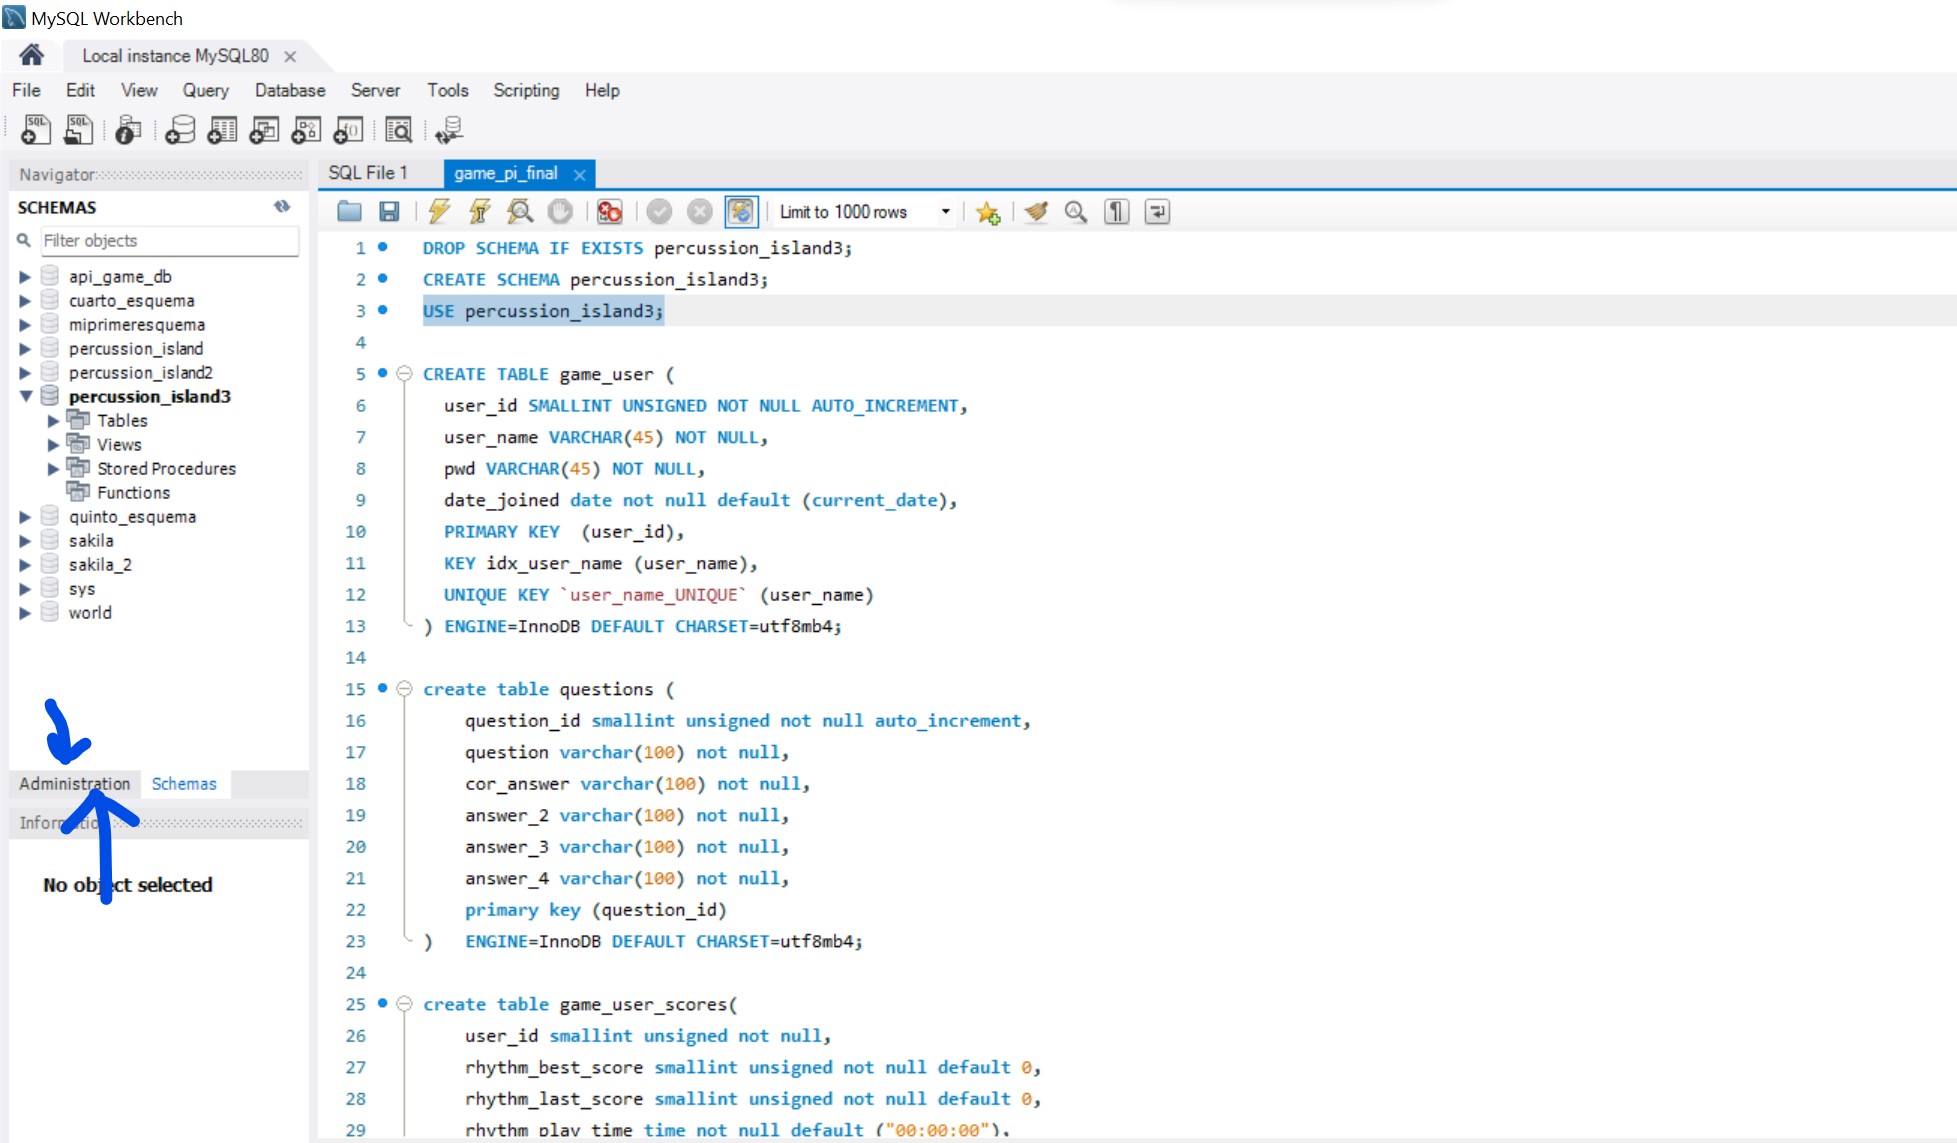 MySQL Workbench
Local instance MySQL80
File Edit View Query Database Server Tools Scripting Help
SQL SQL
Navigator
SCHEMAS
Filter objects
api_game_db
cuarto_esquema
miprimeresquema
percussion_island
percussion_island2
percussion_island3
Tables
Views
Stored Procedures
Functions
quinto_esquema
sakila
sakila_2
sys
world
Administration Schemas
Information
No object selected
SQL File 1 game_pi_final
Limit to 1000 rows
1 DROP SCHEMA IF EXISTS percussion_island3;
2 CREATE SCHEMA percussion_island3;
3 USE percussion_island3;
4
5 CREATE TABLE game_user (
6 user_id SMALLINT UNSIGNED NOT NULL AUTO_INCREMENT,
7 user_name VARCHAR(45) NOT NULL,
8 pwd VARCHAR(45) NOT NULL,
9 date_joined date not null default (current_date),
10 PRIMARY KEY  (user_id),
11 KEY idx_user_name (user_name),
12 UNIQUE KEY `user_name_UNIQUE` (user_name)
13 ) ENGINE=InnoDB DEFAULT CHARSET=utf8mb4;
14
15 create table questions (
16 question_id smallint unsigned not null auto_increment,
17 question varchar(100) not null,
18 cor_answer varchar(100) not null,
19 answer_2 varchar(100) not null,
20 answer_3 varchar(100) not null,
21 answer_4 varchar(100) not null,
22 primary key (question_id)
23 )   ENGINE=InnoDB DEFAULT CHARSET=utf8mb4;
24
25 create table game_user_scores(
26 user_id smallint unsigned not null,
27 rhythm_best_score smallint unsigned not null default 0,
28 rhythm_last_score smallint unsigned not null default 0,
29 rhythm_play_time time not null default ("00:00:00"),